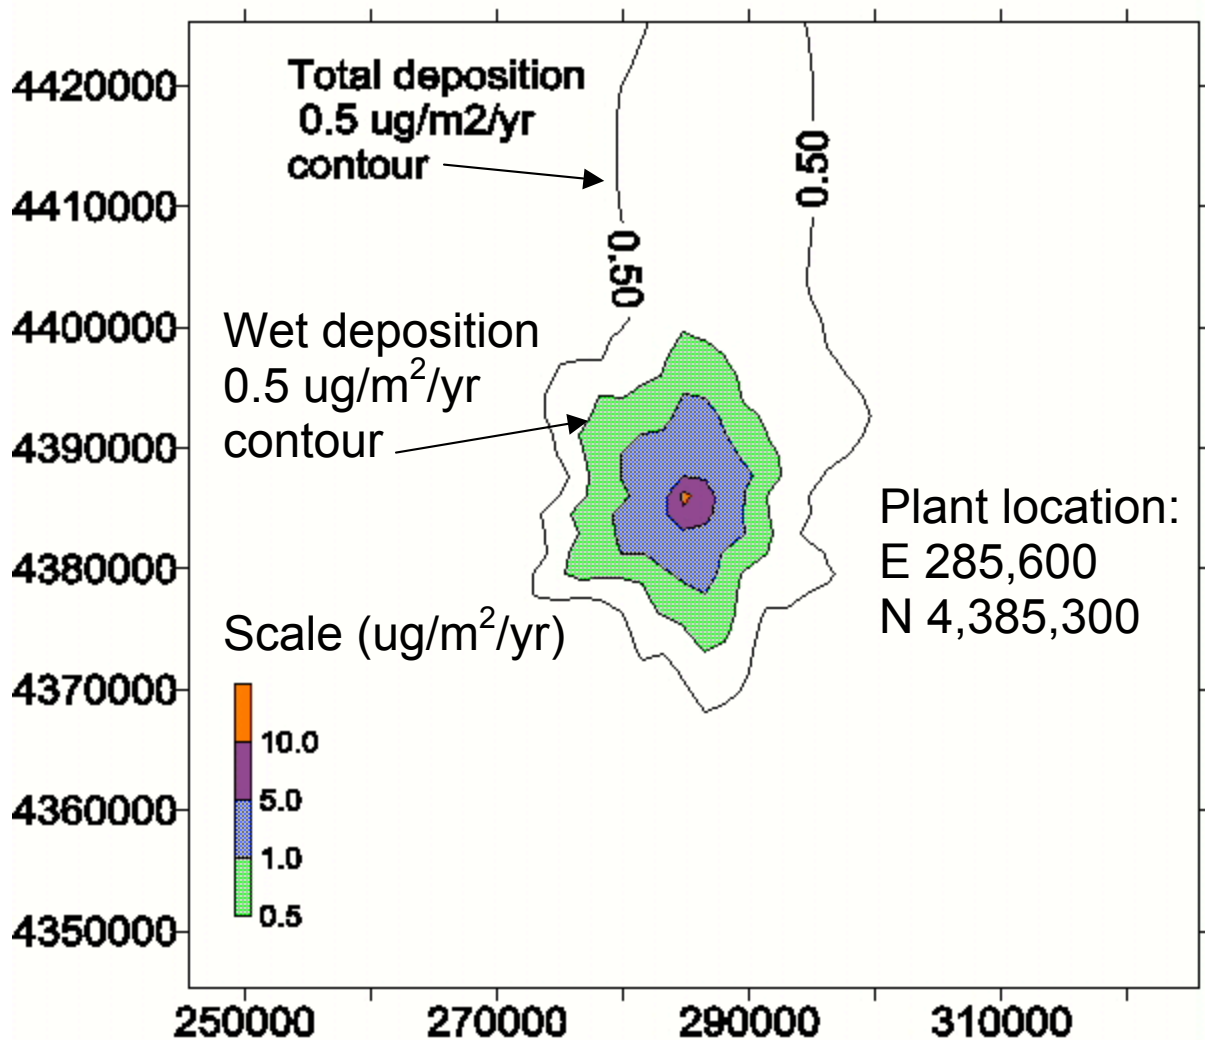 Total deposition
0.5 ug/m2/yr
contour
0.50
0.50
Wet deposition
0.5 ug/m²/yr
contour
Plant location:
E 285,600
N 4,385,300
Scale (ug/m²/yr)
10.0
5.0
1.0
0.5
4420000
4410000
4400000
4390000
4380000
4370000
4360000
4350000
250000 270000 290000 310000